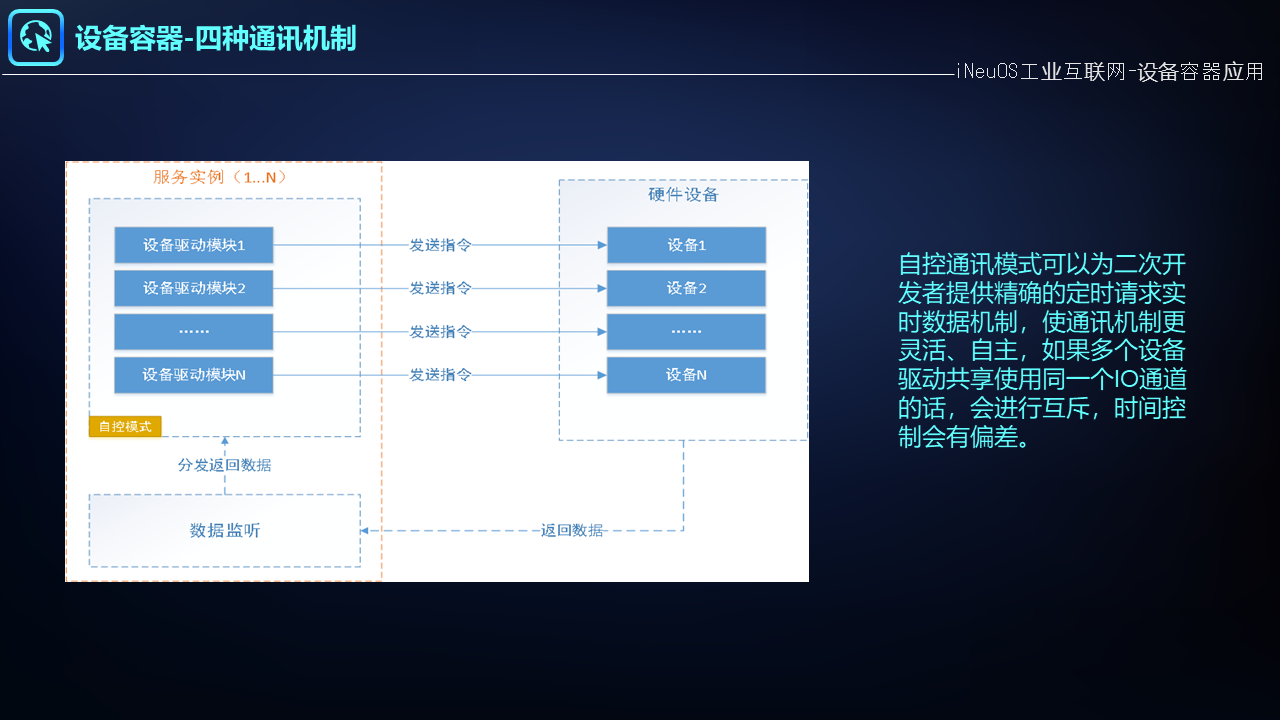 设备容器-四种通讯机制
iNeuOS工业互联网-设备容器应用
服务实例（1...N）
硬件设备
设备驱动模块1
发送指令
设备1
设备驱动模块2
发送指令
设备2
······
发送指令
······
设备驱动模块N
发送指令
设备N
自控模式
分发返回数据
数据监听
返回数据
自控通讯模式可以为二次开
发者提供精确的定时请求实
时数据机制，使通讯机制更
灵活、自主，如果多个设备
驱动共享使用同一个IO通道
的话，会进行互斥，时间控
制会有偏差。